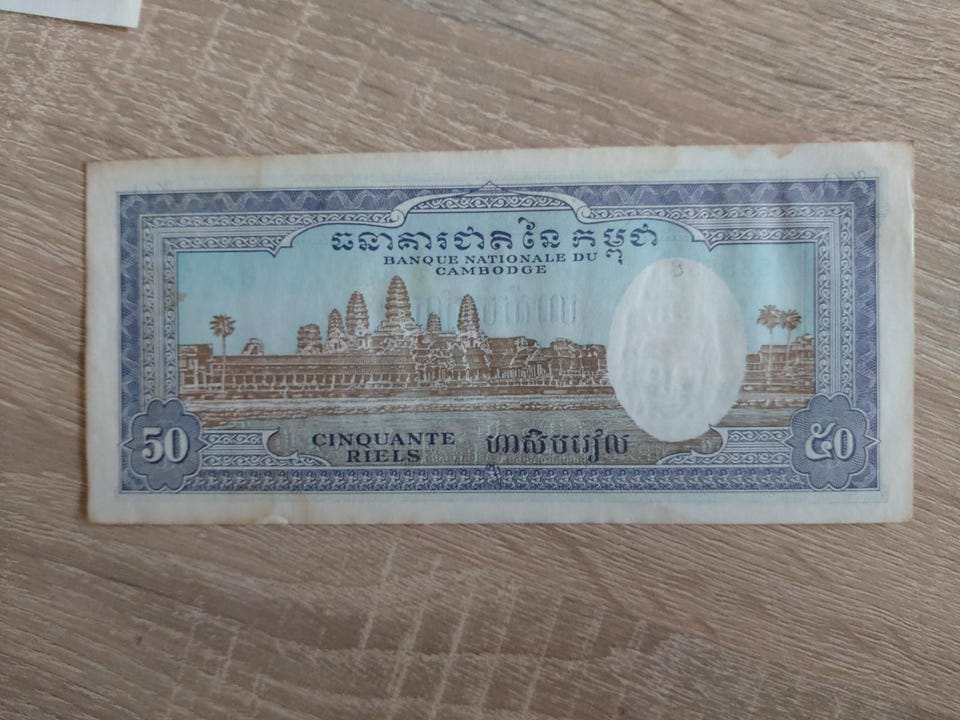 ធនាគារជាតិ នៃ កម្ពុជា
BANQUE NATIONALE DU
CAMBODGE
50
CINQUANTE
RIELS
ហាសិបរៀល
៥០